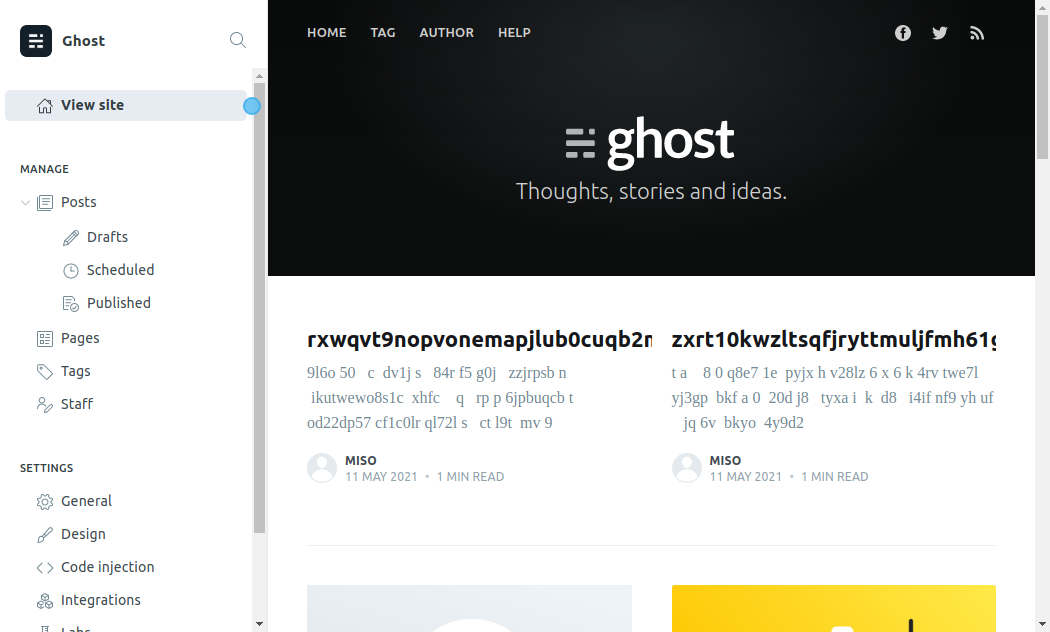 Ghost
View site
MANAGE
Posts
Drafts
Scheduled
Published
Pages
Tags
Staff
SETTINGS
General
Design
Code injection
Integrations
Labs
HOME TAG AUTHOR HELP
ghost
Thoughts, stories and ideas.
rxwqvt9nopvonemapjlub0cuqb2
9l6o 50 c dv1j s 84r f5 g0j zzjrpsb n
ikutwewo8s1c xhfc q rp p 6jpbuqcb t
od22dp57 cf1c0lr ql72l s ct l9t mv 9
MISO
11 MAY 2021 • 1 MIN READ
zxrt10kwzltsqfjryttmuljfmh61g
t a 8 0 q8e7 1e pyjx h v28lz 6 x 6 k 4rv twe7l
yj3gp bkf a 0 20d j8 tyxa i k d8 i4if nf9 yh uf
jq 6v bkyo 4y9d2
MISO
11 MAY 2021 • 1 MIN READ